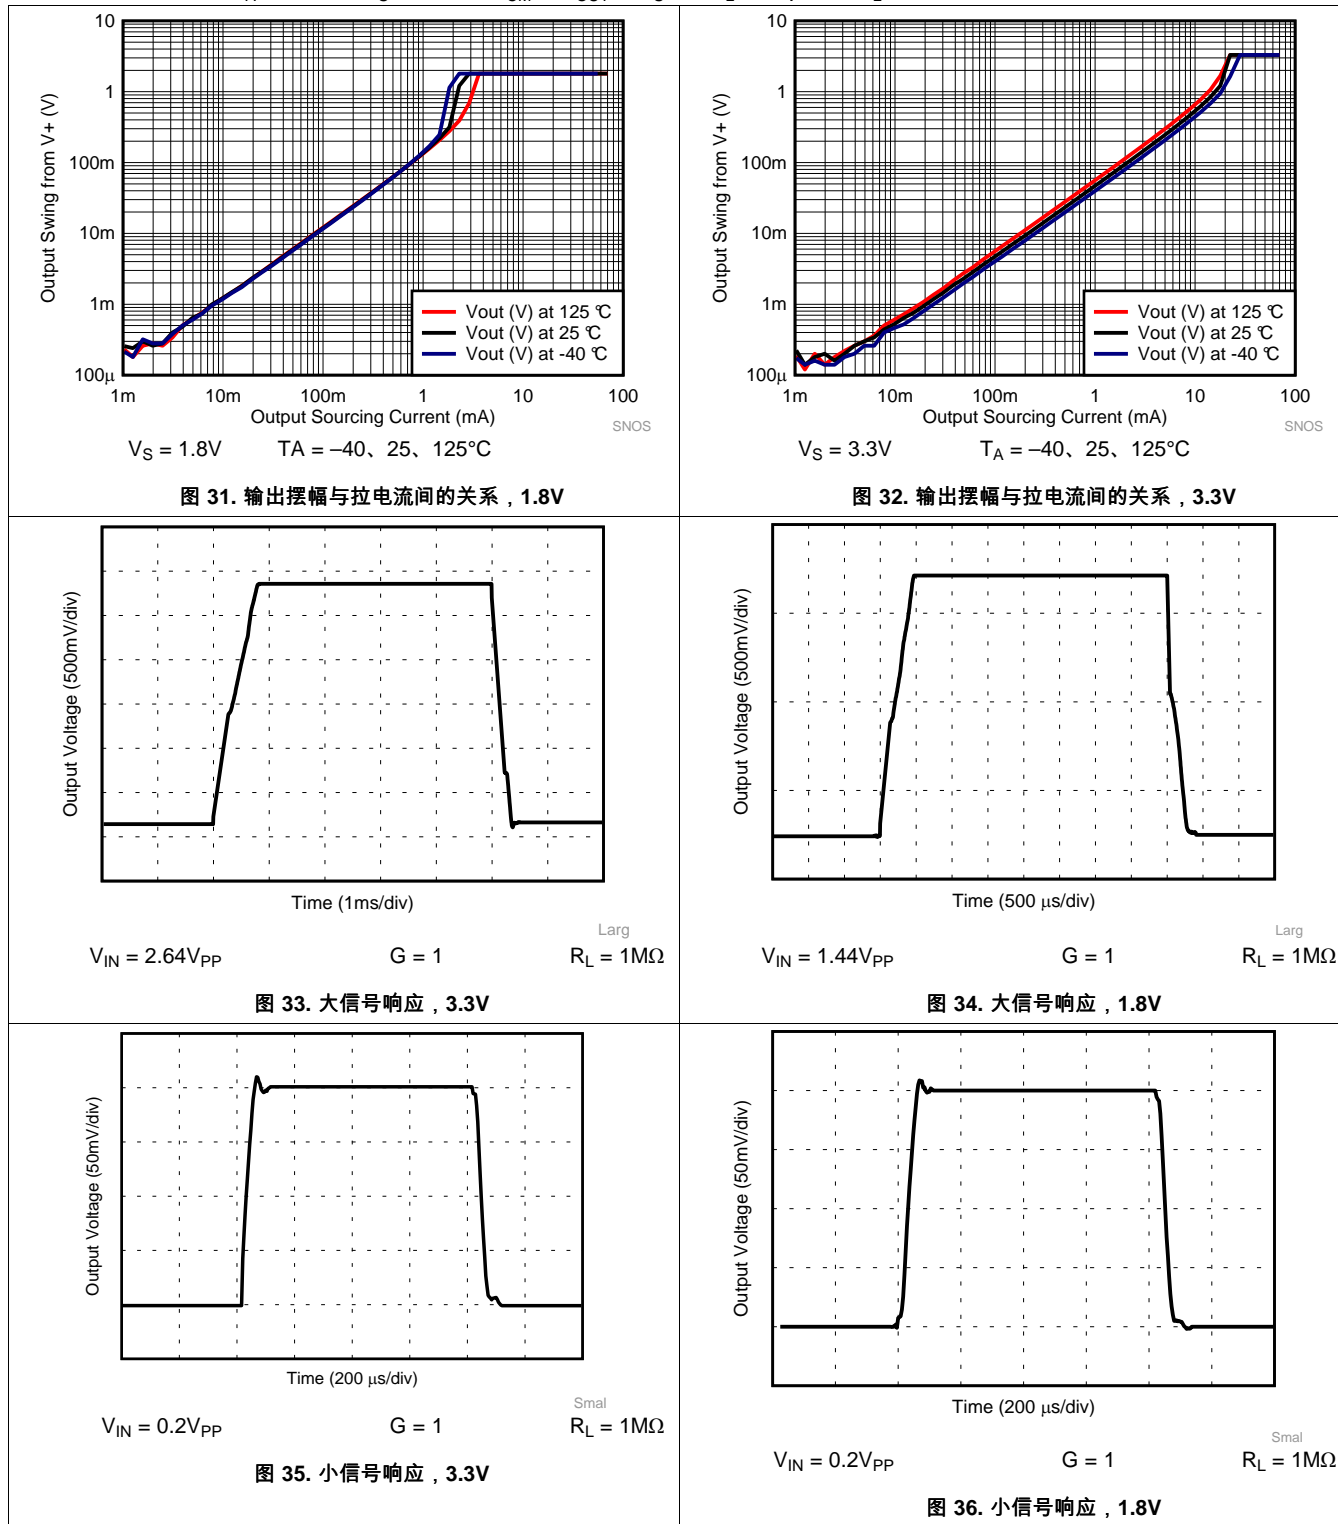 10
1
100m
10m
1m
100μ
Output Swing from V+ (V)
Vout (V) at 125 °C
Vout (V) at 25 °C
Vout (V) at -40 °C
1m 10m 100m 1 10 100
Output Sourcing Current (mA)
SNOS
VS = 1.8V TA = –40、25、125°C
图 31. 输出摆幅与拉电流间的关系，1.8V
10
1
100m
10m
1m
100μ
Output Swing from V+ (V)
Vout (V) at 125 °C
Vout (V) at 25 °C
Vout (V) at -40 °C
1m 10m 100m 1 10 100
Output Sourcing Current (mA)
SNOS
VS = 3.3V TA = –40、25、125°C
图 32. 输出摆幅与拉电流间的关系，3.3V
Output Voltage (500mV/div)
Time (1ms/div)
Larg
VIN = 2.64VPP G = 1 RL = 1MΩ
图 33. 大信号响应，3.3V
Output Voltage (500mV/div)
Time (500 μs/div)
Larg
VIN = 1.44VPP G = 1 RL = 1MΩ
图 34. 大信号响应，1.8V
Output Voltage (50mV/div)
Time (200 μs/div)
Smal
VIN = 0.2VPP G = 1 RL = 1MΩ
图 35. 小信号响应，3.3V
Output Voltage (50mV/div)
Time (200 μs/div)
Smal
VIN = 0.2VPP G = 1 RL = 1MΩ
图 36. 小信号响应，1.8V